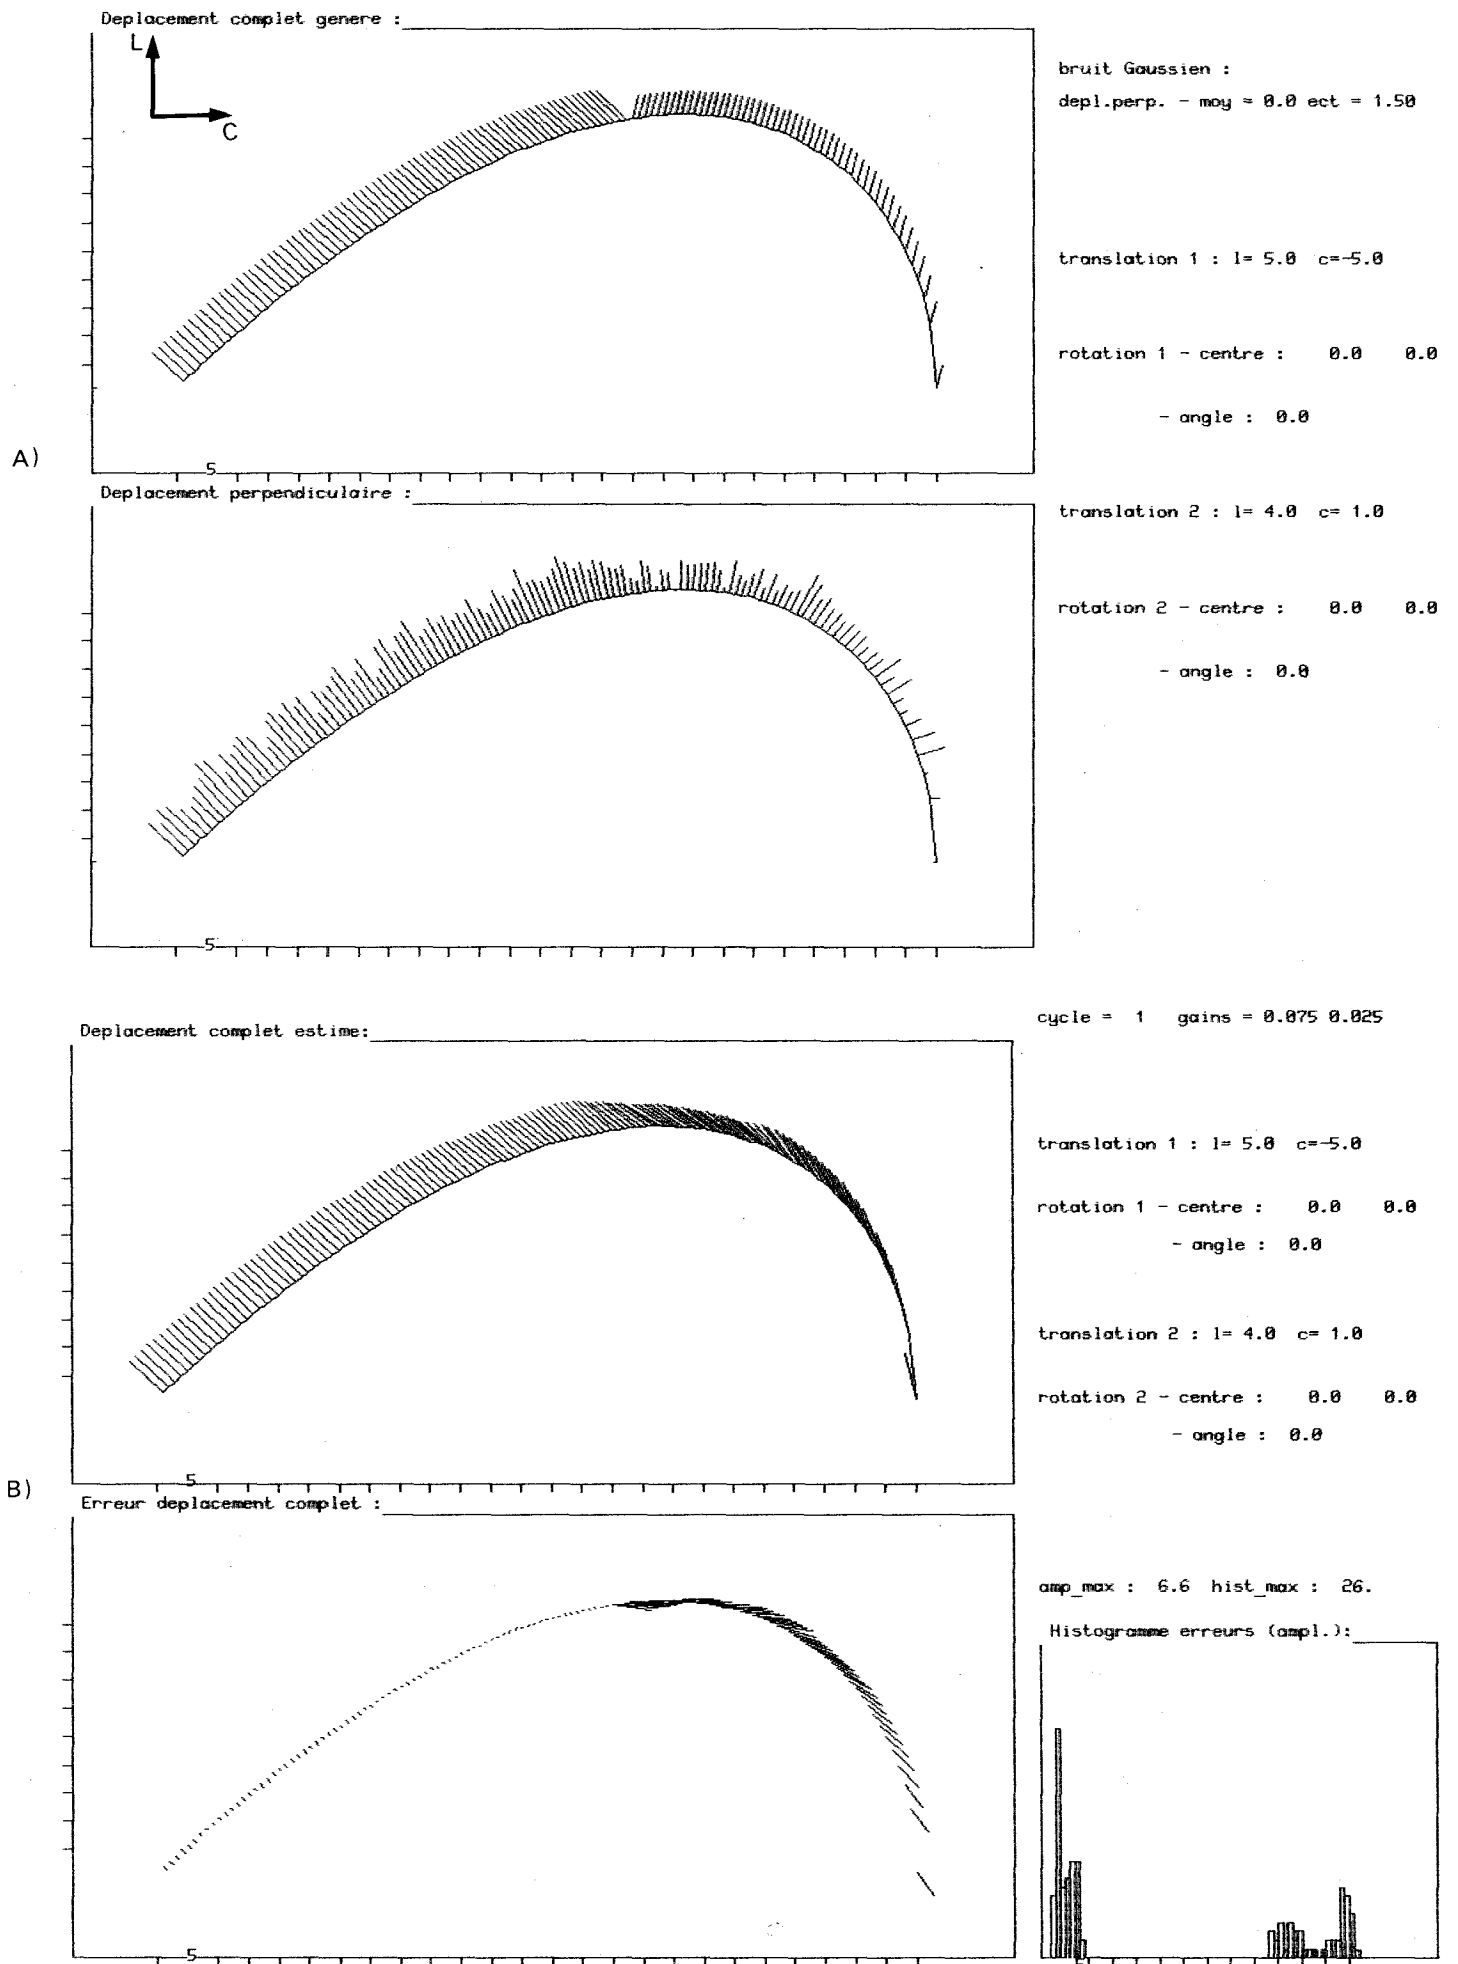 Deplacement complet genere :
L
C
bruit Gaussien :
depl.perp. - moy = 0.0 ect = 1.50
translation 1 : l= 5.0 c=-5.0
rotation 1 - centre : 0.0 0.0
- angle : 0.0
A)
5
Deplacement perpendiculaire :
translation 2 : l= 4.0 c= 1.0
rotation 2 - centre : 0.0 0.0
- angle : 0.0
5
cycle = 1 gains = 0.075 0.025
Deplacement complet estime:
translation 1 : l= 5.0 c=-5.0
rotation 1 - centre : 0.0 0.0
- angle : 0.0
translation 2 : l= 4.0 c= 1.0
rotation 2 - centre : 0.0 0.0
- angle : 0.0
B)
5
Erreur deplacement complet :
amp_max : 6.6 hist_max : 26.
Histogramme erreurs (ampl.):
5